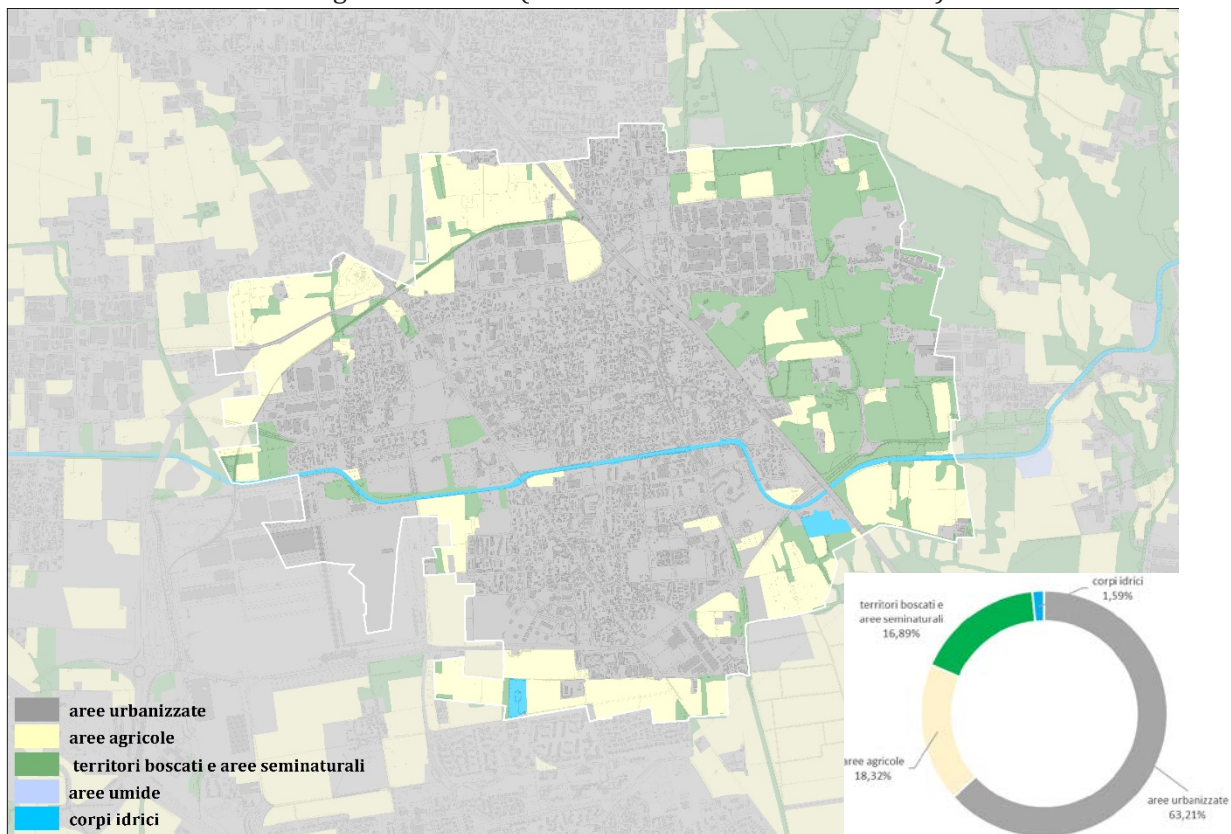 aree urbanizzate
aree agricole
territori boscati e aree seminaturali
aree umide
corpi idrici
corpi idrici
1,59%
territori boscati e
aree seminaturali
16,89%
aree agricole
18,32%
aree urbanizzate
63,21%